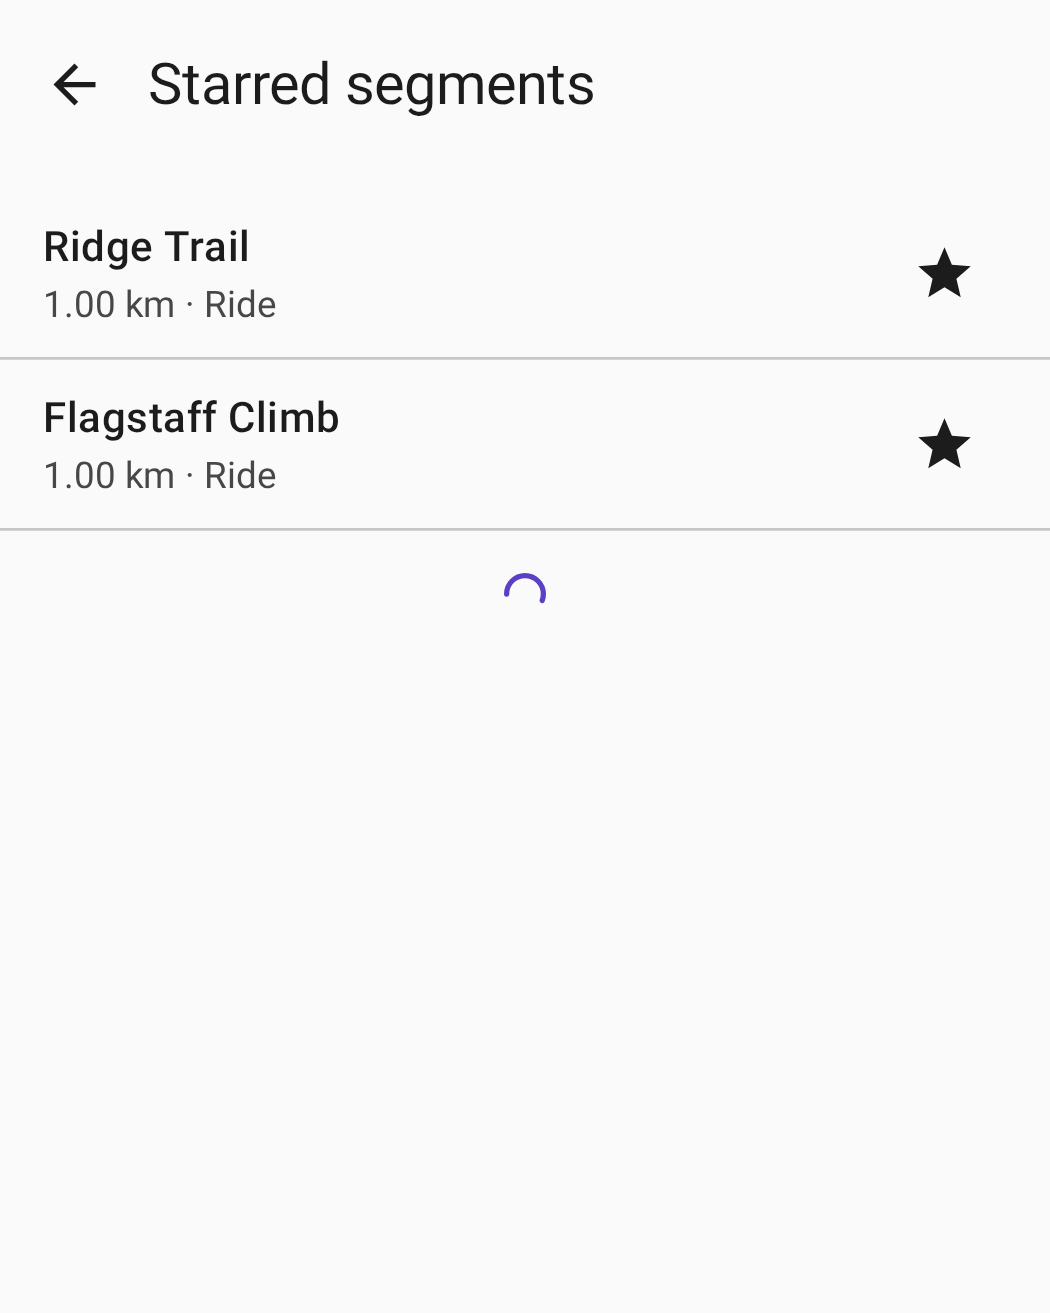 Starred segments
Ridge Trail
1.00 km · Ride
Flagstaff Climb
1.00 km · Ride